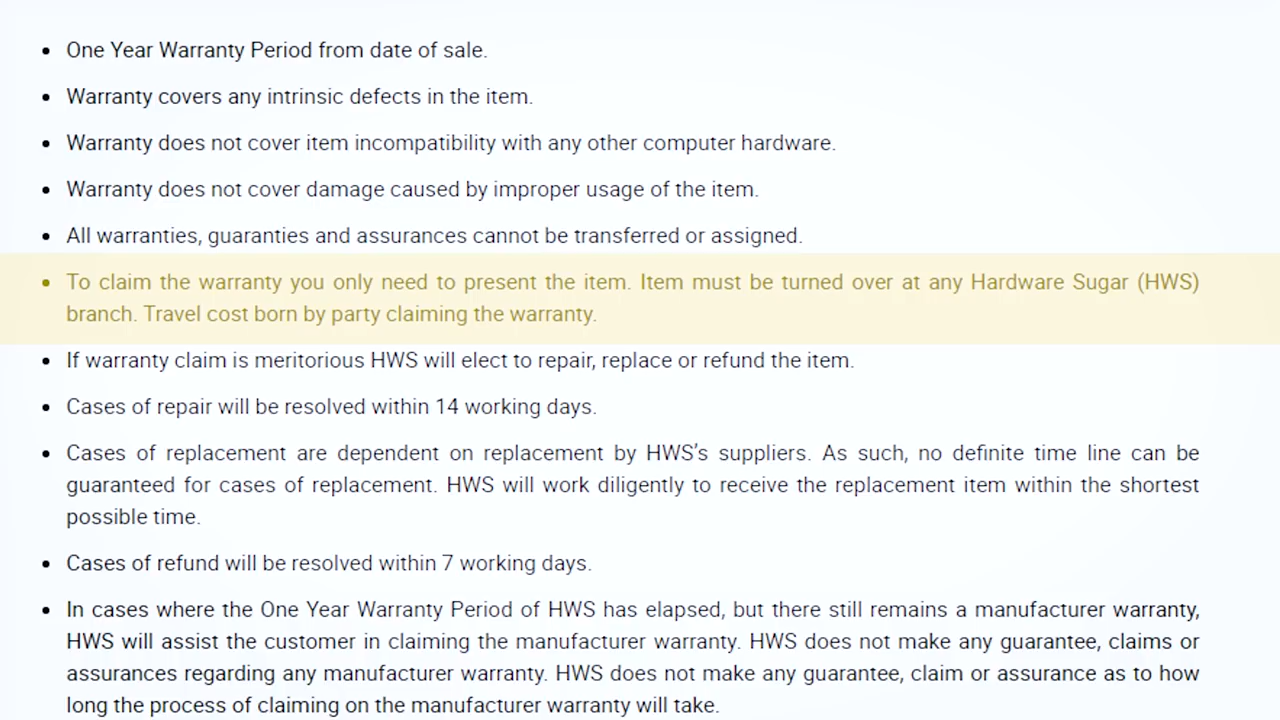 One Year Warranty Period from date of sale.
Warranty covers any intrinsic defects in the item.
Warranty does not cover item incompatibility with any other computer hardware.
Warranty does not cover damage caused by improper usage of the item.
All warranties, guaranties and assurances cannot be transferred or assigned.
To claim the warranty you only need to present the item. Item must be turned over at any Hardware Sugar (HWS)
branch. Travel cost born by party claiming the warranty.
If warranty claim is meritorious HWS will elect to repair, replace or refund the item.
Cases of repair will be resolved within 14 working days.
Cases of replacement are dependent on replacement by HWS’s suppliers. As such, no definite time line can be
guaranteed for cases of replacement. HWS will work diligently to receive the replacement item within the shortest
possible time.
Cases of refund will be resolved within 7 working days.
In cases where the One Year Warranty Period of HWS has elapsed, but there still remains a manufacturer warranty,
HWS will assist the customer in claiming the manufacturer warranty. HWS does not make any guarantee, claims or
assurances regarding any manufacturer warranty. HWS does not make any guarantee, claim or assurance as to how
long the process of claiming on the manufacturer warranty will take.